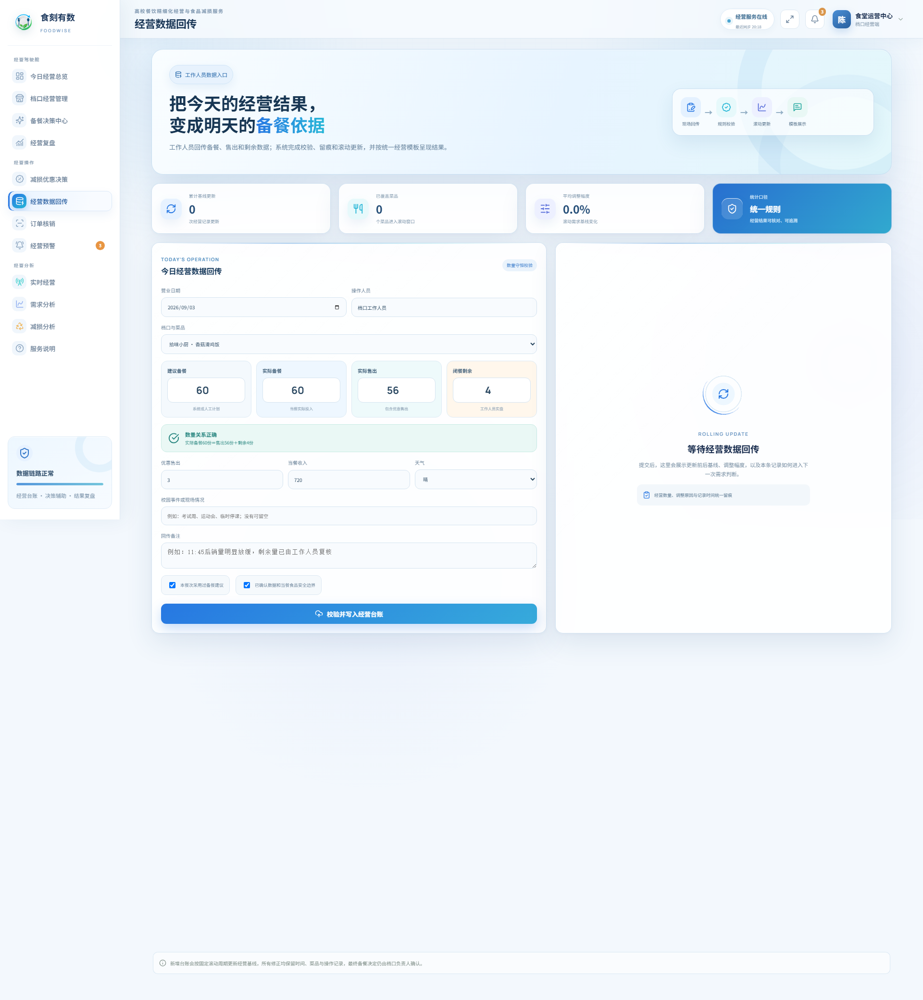 食刻有数
FOODWISE
经营驾驶舱
今日经营总览
档口经营管理
备餐决策中心
经营复盘
经营操作
减损优惠决策
经营数据回传
订单核销
经营预警
3
经营分析
实时经营
需求分析
减损分析
服务说明
数据链路正常
经营台账 · 决策辅助 · 结果复盘
高校餐饮精细化经营与食品减损服务
经营数据回传
经营服务在线
最近同步 20:18
3
陈
食堂运营中心
档口经营端
工作人员数据入口
把今天的经营结果，
变成明天的备餐依据
工作人员回传备餐、售出和剩余数据；系统完成校验、留痕和滚动更新，并按统一经营模板呈现结果。
现场回传
规则校验
滚动更新
模板展示
累计基线更新
0
次经营记录更新
已覆盖菜品
0
个菜品进入滚动窗口
平均调整幅度
0.0%
滚动需求基线变化
统计口径
统一规则
经营结果可核对、可追溯
TODAY'S OPERATION
今日经营数据回传
数量守恒校验
营业日期
2026/09/03
操作人员
档口工作人员
档口与菜品
拾味小厨 · 香菇滑鸡饭
建议备餐
60
系统或人工计划
实际备餐
60
当餐实际投入
实际售出
56
包含优惠售出
闭餐剩余
4
工作人员实盘
数量关系正确
实际备餐60份＝售出56份＋剩余4份
优惠售出
3
当餐收入
720
天气
晴
校园事件或现场情况
例如：考试周、运动会、临时停课；没有可留空
回传备注
例如：11:45后销量明显放缓，剩余量已由工作人员复核
本餐次采用过备餐建议
已确认数据和当餐食品安全边界
校验并写入经营台账
ROLLING UPDATE
等待经营数据回传
提交后，这里会展示更新前后基线、调整幅度，以及本条记录如何进入下
一次需求判断。
经营数量、调整原因与记录时间统一留痕
新增台账会按固定滚动周期更新经营基线，所有修正均保留时间、菜品与操作记录，最终备餐决定仍由档口负责人确认。